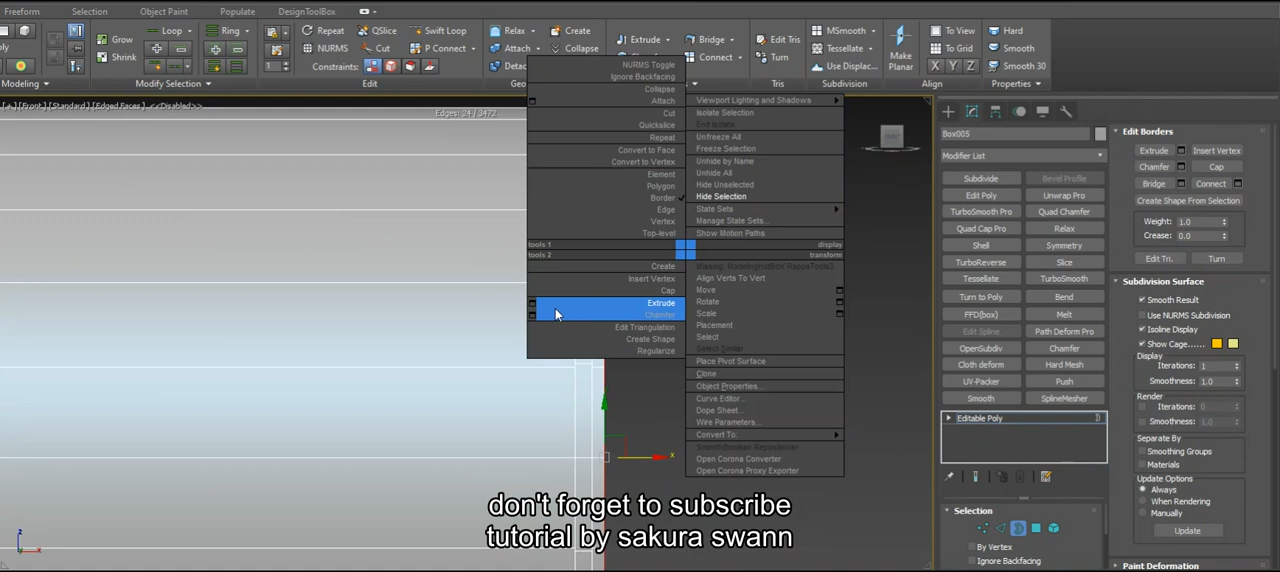 Freeform Selection Object Paint Populate DesignToolBox
Grow Loop Ring Repeat QSlice Swift Loop Relax Create Extrude Bridge Edit Tris MSmooth To View Hard
Shrink NURMS Cut P Connect Attach Collapse Connect Turn Tessellate Make Planar To Grid Smooth
1 Constraints: Detac Use Displac... X Y Z Smooth 30
Modeling Modify Selection Edit Geo Tris Subdivision Align Properties
[+] [Front] [Standard] [Edged Faces] <<Disabled>>
Edges: 24 / 3472
NURMS Toggle
Ignore Backfacing
Collapse
Attach
Cut
Quickslice
Repeat
Convert to Face
Convert to Vertex
Element
Polygon
Border
Edge
Vertex
Top-level
tools 1
tools 2
Create
Insert Vertex
Cap
Extrude
Chamfer
Edit Triangulation
Create Shape
Regularize
Viewport Lighting and Shadows
Isolate Selection
End Isolate
Unfreeze All
Freeze Selection
Unhide by Name
Unhide All
Hide Unselected
Hide Selection
State Sets
Manage State Sets...
Show Motion Paths
display
transform
Align Verts To Vert
Move
Rotate
Scale
Placement
Select
Select Similar
Place Pivot Surface
Clone
Object Properties...
Curve Editor...
Dope Sheet...
Wire Parameters...
Convert To:
Open Corona Converter
Open Corona Proxy Exporter
x
z
x
don't forget to subscribe
tutorial by sakura swann
Box005
Modifier List
Subdivide Bevel Profile
Edit Poly Unwrap Pro
TurboSmooth Pro Quad Chamfer
Quad Cap Pro Relax
Shell Symmetry
TurboReverse Slice
Tessellate TurboSmooth
Turn to Poly Bend
FFD(box) Melt
Edit Spline Path Deform Pro
OpenSubdiv Chamfer
Cloth deform Hard Mesh
UV-Packer Push
Smooth SplineMesher
Editable Poly
Selection
By Vertex
Ignore Backfacing
Edit Borders
Extrude Insert Vertex
Chamfer Cap
Bridge Connect
Create Shape From Selection
Weight: 1.0
Crease: 0.0
Edit Tri. Turn
Subdivision Surface
Smooth Result
Use NURMS Subdivision
Isoline Display
Show Cage......
Display
Iterations: 1
Smoothness: 1.0
Render
Iterations: 0
Smoothness: 1.0
Separate By
Smoothing Groups
Materials
Update Options
Always
When Rendering
Manually
Update
Paint Deformation